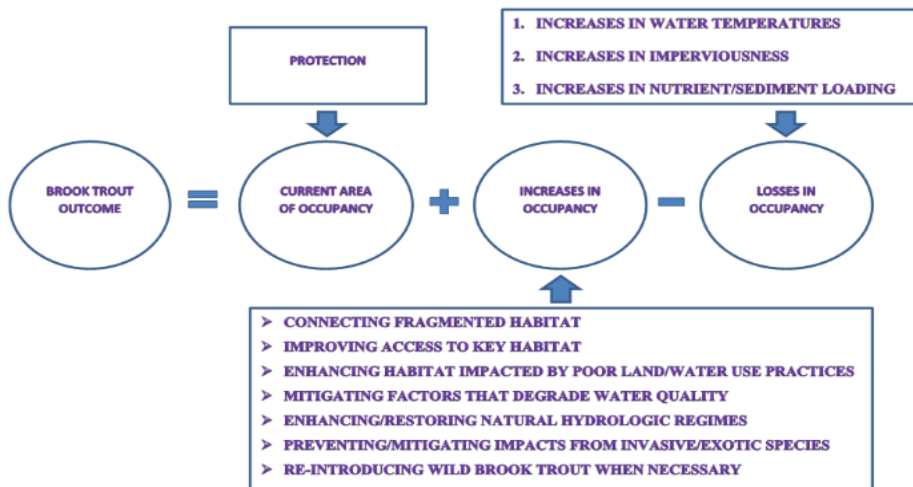 PROTECTION
1. INCREASES IN WATER TEMPERATURES
2. INCREASES IN IMPERVIOUSNESS
3. INCREASES IN NUTRIENT/SEDIMENT LOADING
BROOK TROUT
OUTCOME
=
CURRENT AREA
OF OCCUPANCY
+
INCREASES IN
OCCUPANCY
−
LOSSES IN
OCCUPANCY
➢ CONNECTING FRAGMENTED HABITAT
➢ IMPROVING ACCESS TO KEY HABITAT
➢ ENHANCING HABITAT IMPACTED BY POOR LAND/WATER USE PRACTICES
➢ MITIGATING FACTORS THAT DEGRADE WATER QUALITY
➢ ENHANCING/RESTORING NATURAL HYDROLOGIC REGIMES
➢ PREVENTING/MITIGATING IMPACTS FROM INVASIVE/EXOTIC SPECIES
➢ RE-INTRODUCING WILD BROOK TROUT WHEN NECESSARY